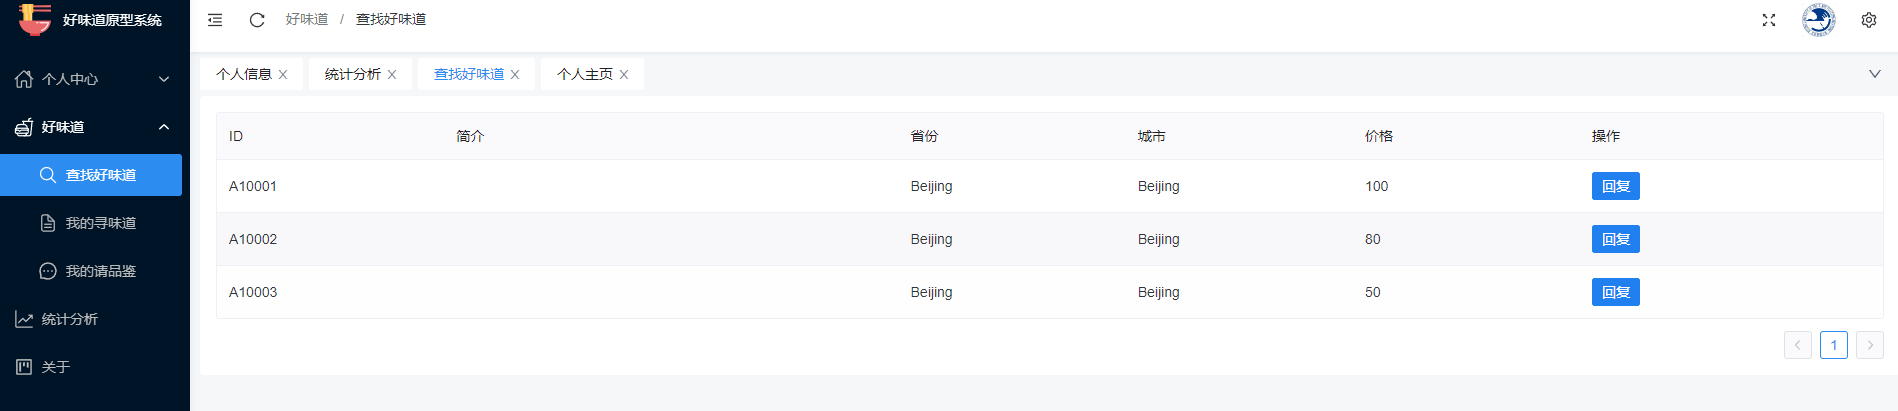 好味道原型系统
好味道 / 查找好味道
个人中心
好味道
查找好味道
我的寻味道
我的请品鉴
统计分析
关于
个人信息 统计分析 查找好味道 个人主页
ID 简介 省份 城市 价格 操作
A10001 Beijing Beijing 100 回复
A10002 Beijing Beijing 80 回复
A10003 Beijing Beijing 50 回复
1